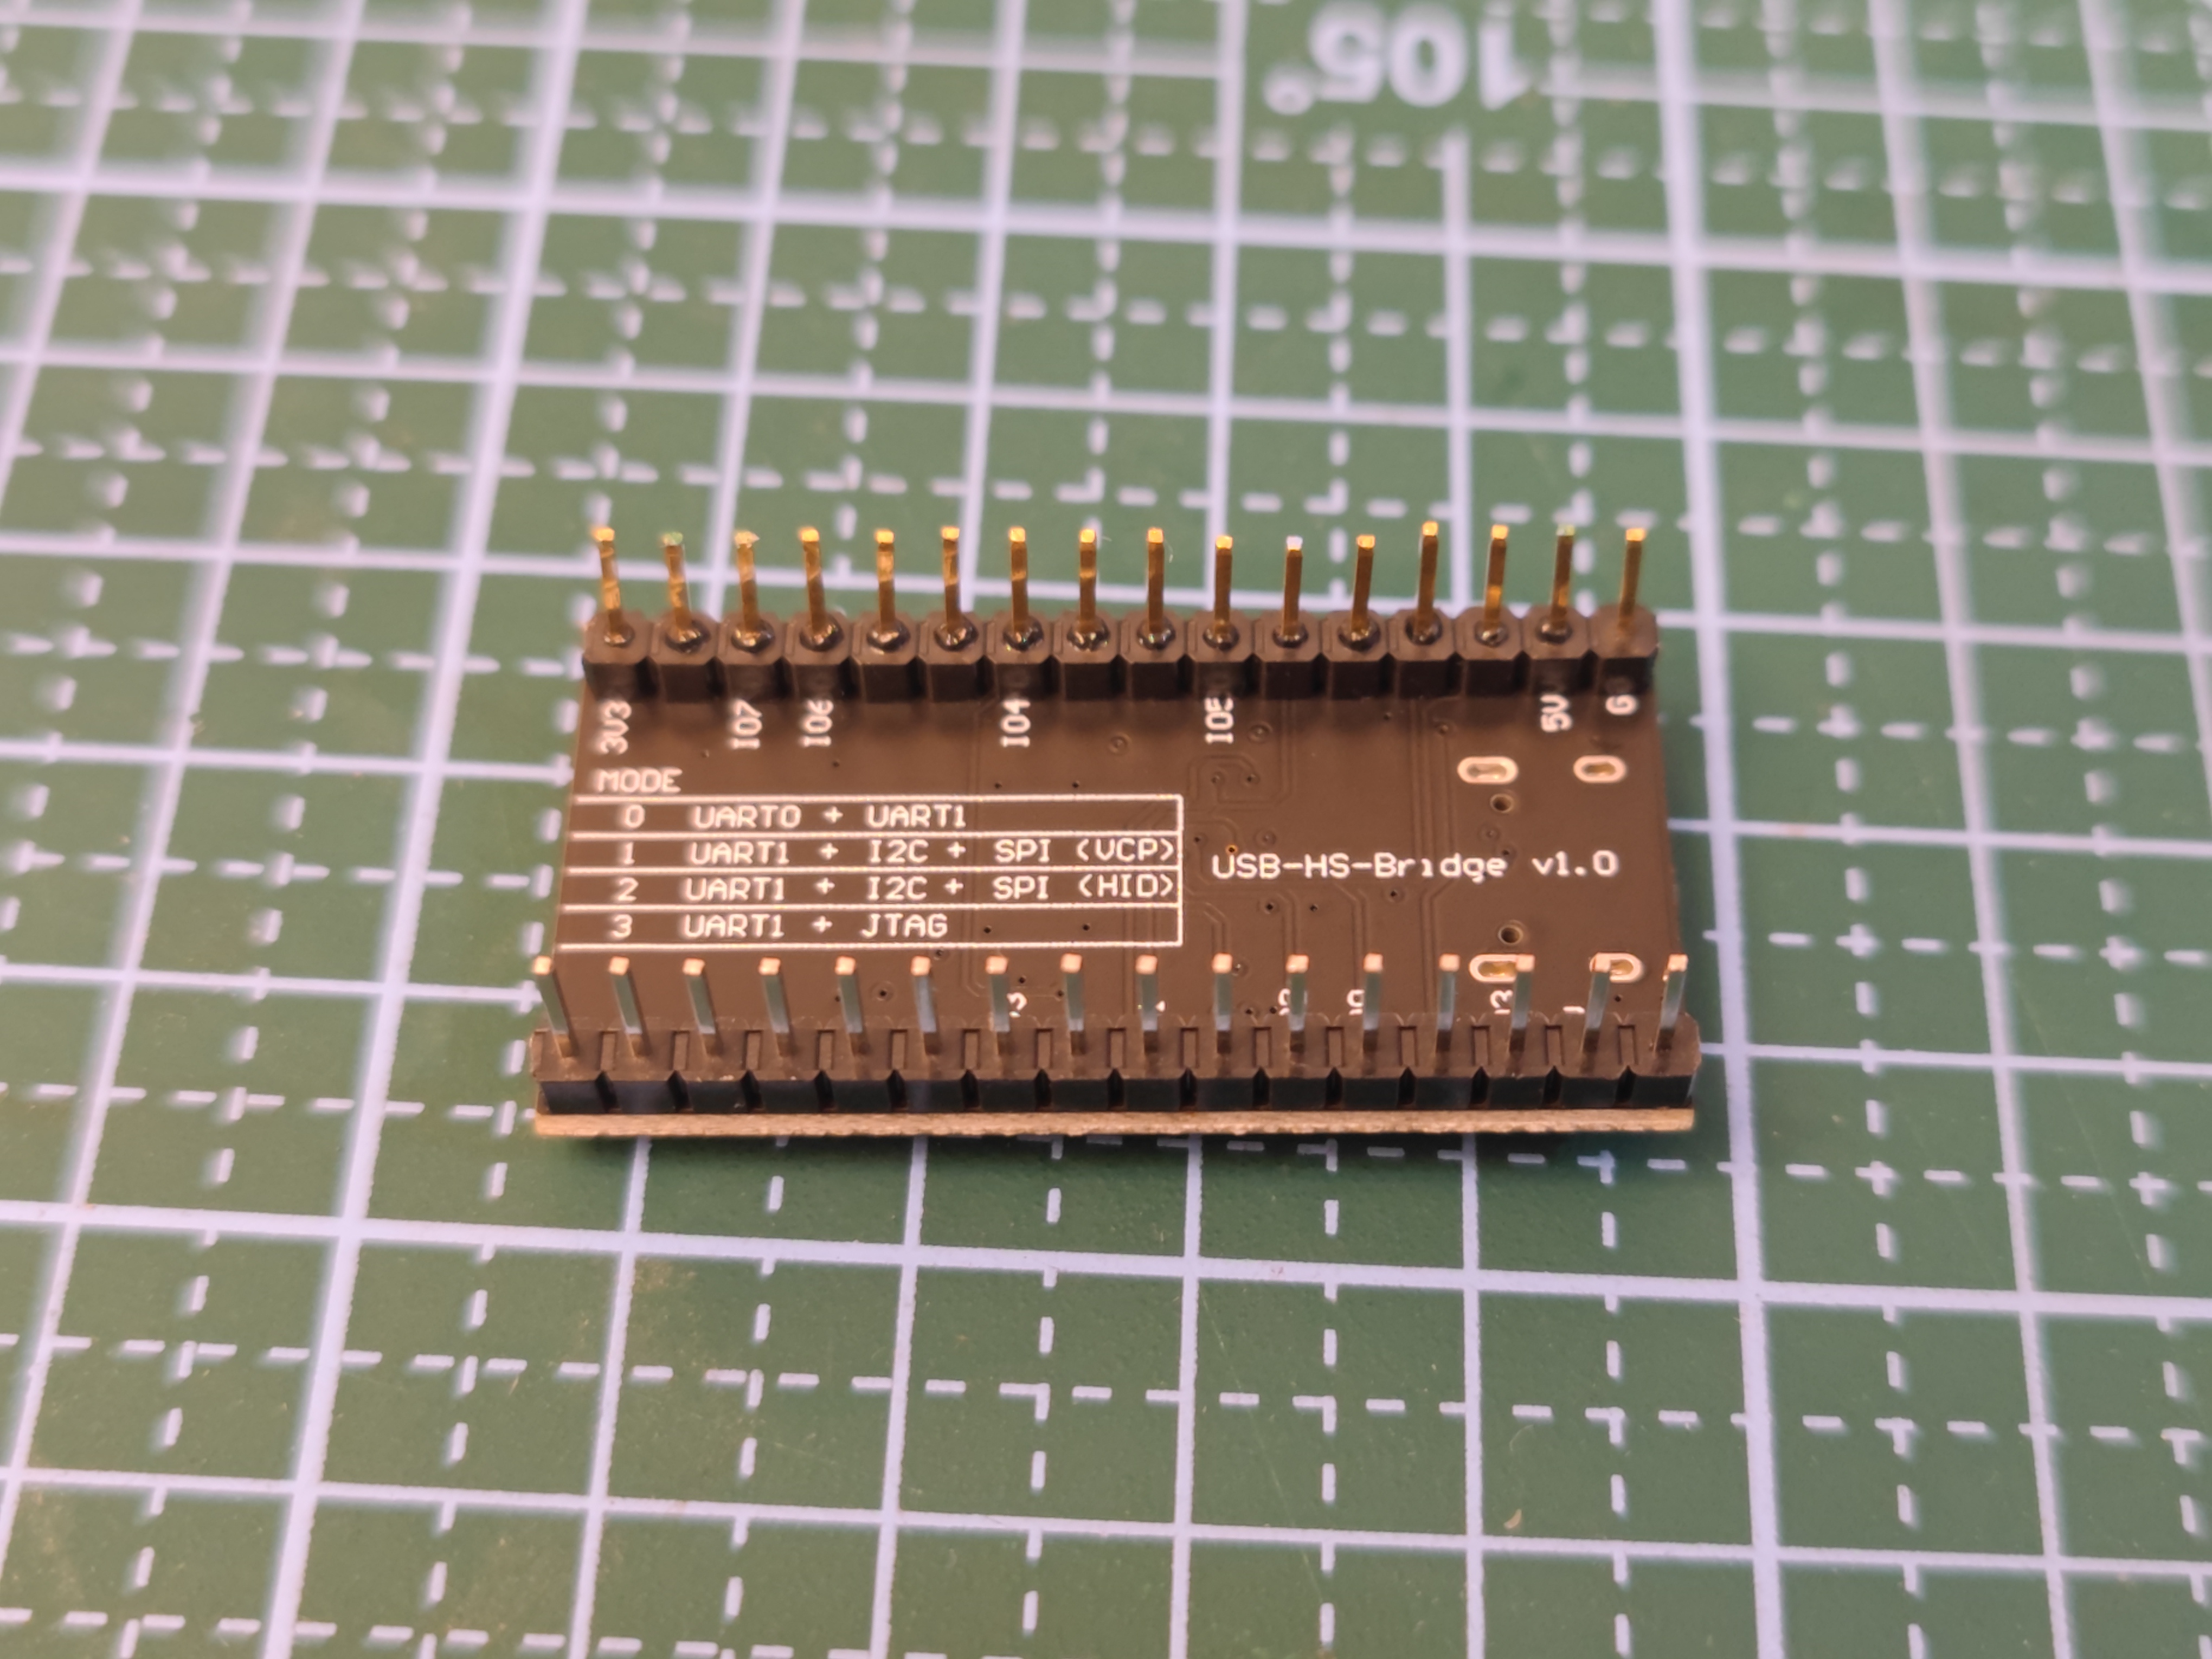 105°
3V3 IO7 IO6 IO4 IO5 5V G
MODE
0 UART0 + UART1
1 UART1 + I2C + SPI (VCP)
2 UART1 + I2C + SPI (HID)
3 UART1 + JTAG
USB-HS-Bridge v1.0